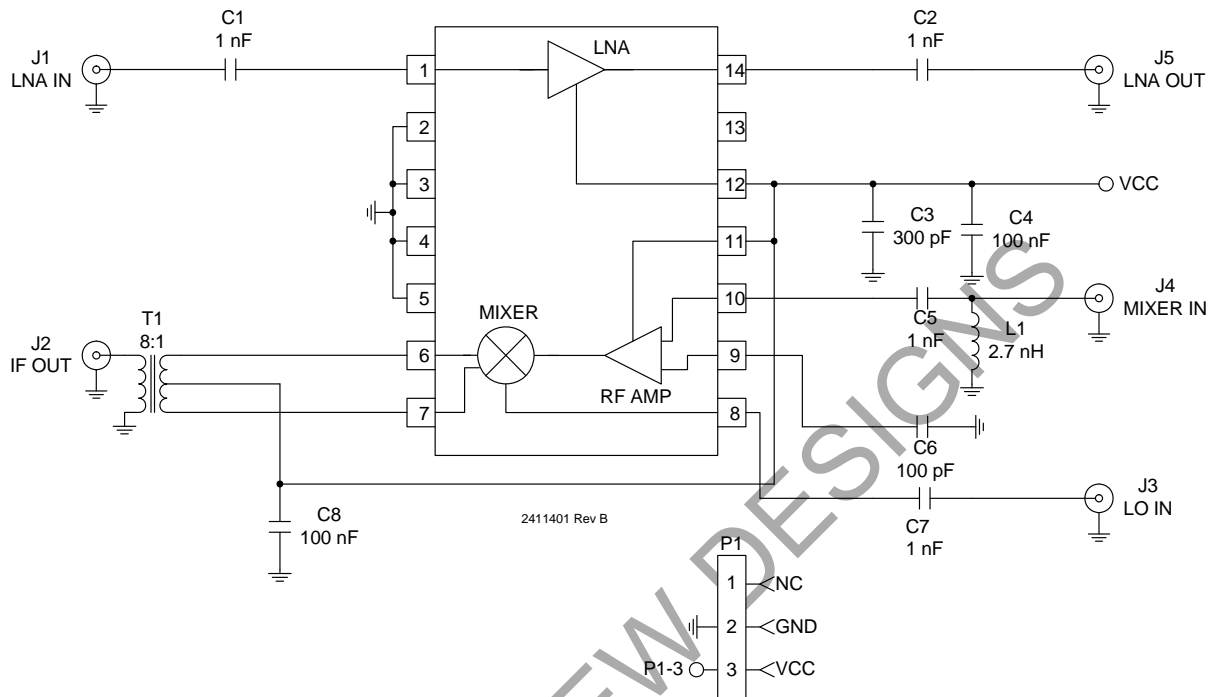 C1
1 nF
J1
LNA IN
LNA
C2
1 nF
J5
LNA OUT
1
2
3
4
5
6
7
14
13
12
11
10
9
8
VCC
C3
300 pF
C4
100 nF
J4
MIXER IN
C5
1 nF
L1
2.7 nH
MIXER
RF AMP
T1
8:1
J2
IF OUT
C6
100 pF
J3
LO IN
C7
1 nF
C8
100 nF
2411401 Rev B
P1
1
NC
2
GND
P1-3
3
VCC
EW DESIGNS